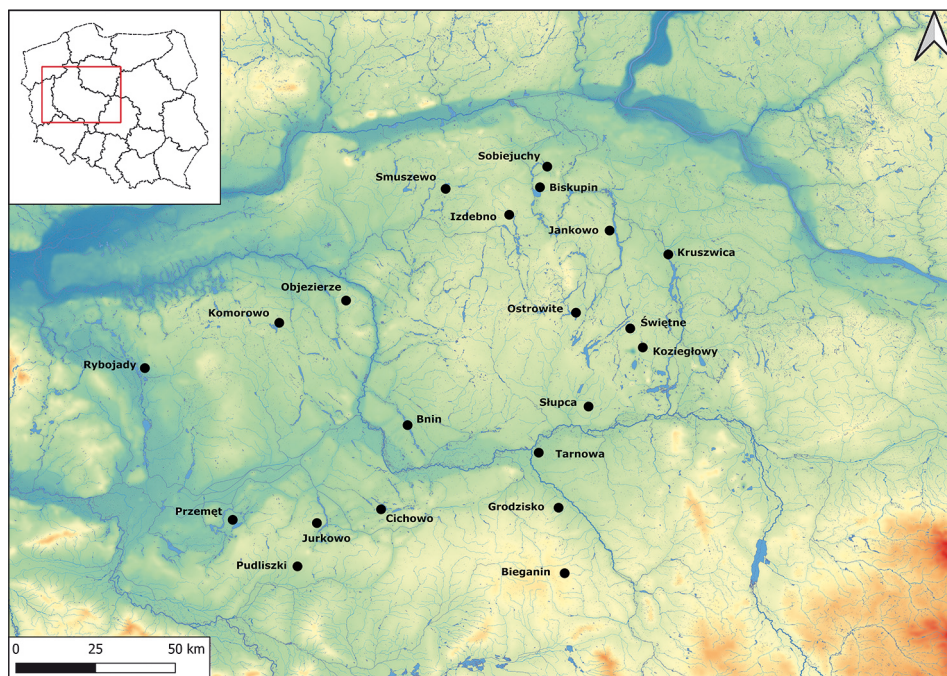 Sobiejuchy
Smuszewo
Biskupin
Izdebno
Jankowo
Kruszwica
Objezierze
Komorowo
Ostrowite
Świętne
Koziegłowy
Rybojady
Słupca
Bnin
Tarnowa
Przemęt
Cichowo
Grodzisko
Jurkowo
Pudliszki
Bieganin
0 25 50 km